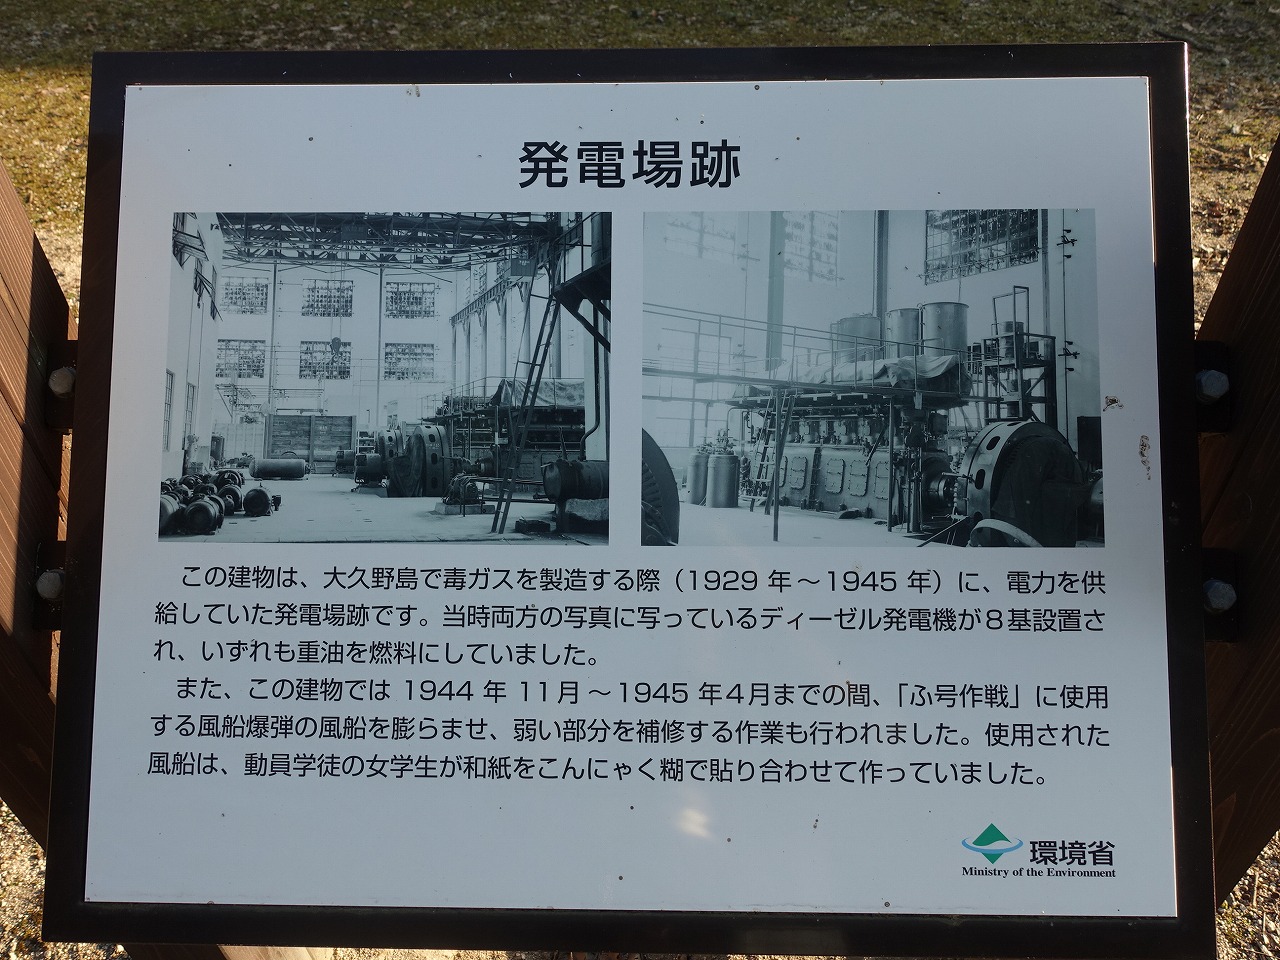 発電場跡
この建物は、大久野島で毒ガスを製造する際（1929 年～1945 年）に、電力を供
給していた発電場跡です。当時両方の写真に写っているディーゼル発電機が８基設置さ
れ、いずれも重油を燃料にしていました。
また、この建物では 1944 年 11月～1945 年４月までの間、「ふ号作戦」に使用
する風船爆弾の風船を膨らませ、弱い部分を補修する作業も行われました。使用された
風船は、動員学徒の女学生が和紙をこんにゃく糊で貼り合わせて作っていました。
環境省
Ministry of the Environment